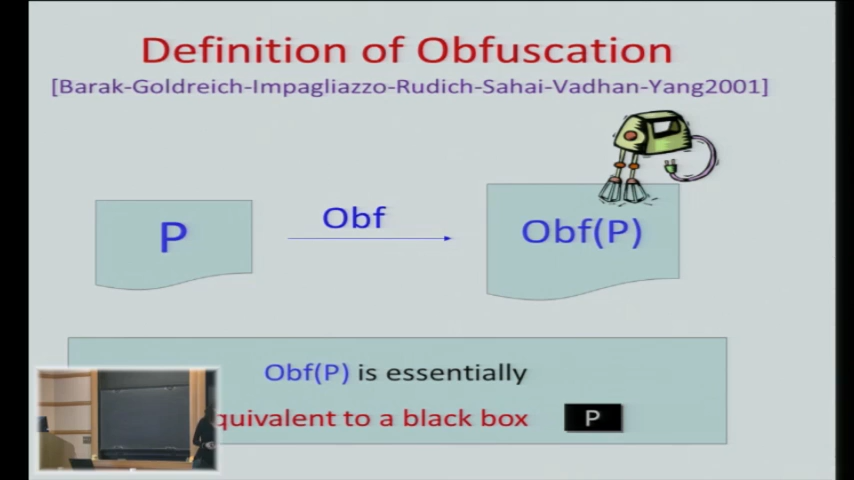 Definition of Obfuscation
[Barak-Goldreich-Impagliazzo-Rudich-Sahai-Vadhan-Yang2001]
P
Obf
Obf(P)
Obf(P) is essentially
quivalent to a black box P